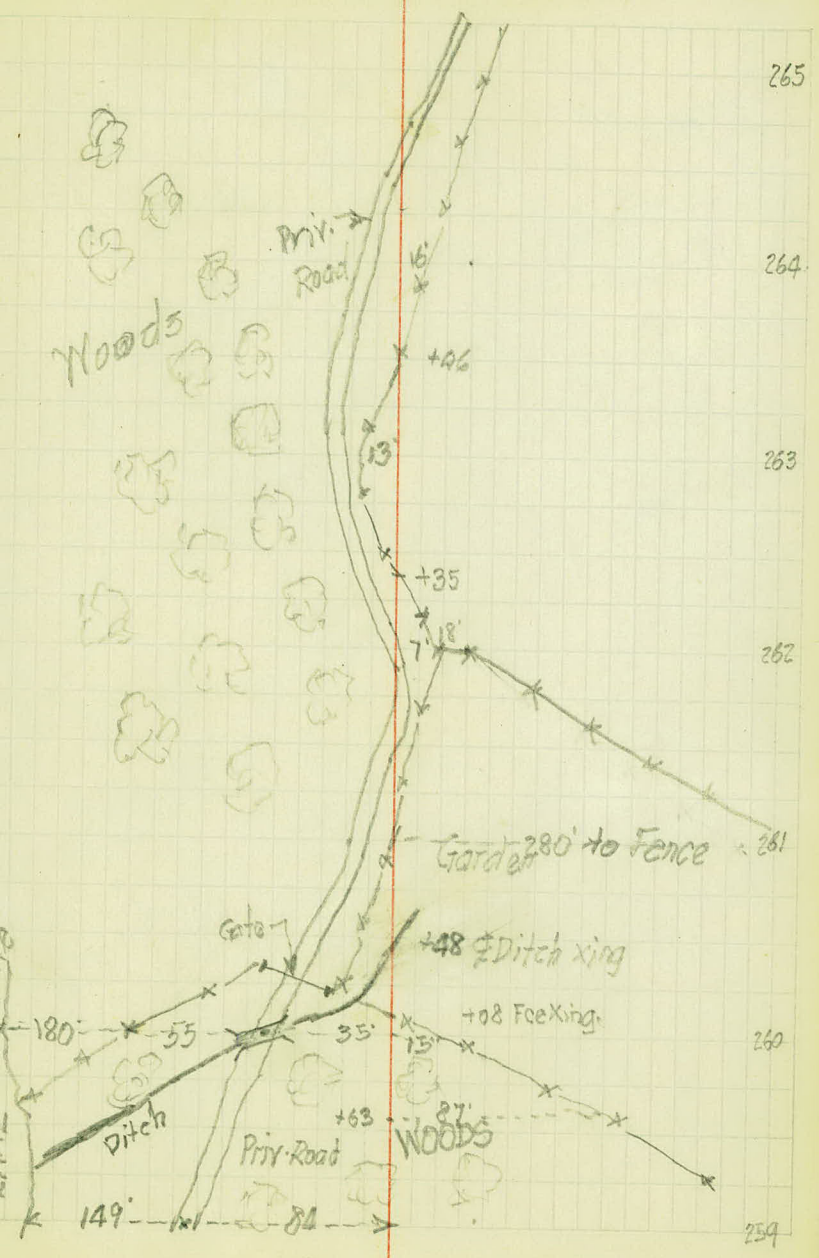 265
Priv.
Road
16'
264
Woods
+46
13'
263
+35
7' 18'
262
Garden 280' to Fence 261
Gate
+48 ₵ Ditch xing
+08 Fce Xing.
180' 55 35' 15' 260
+63 87'
Ditch
WOODS
Priv. Road
149' 84
259